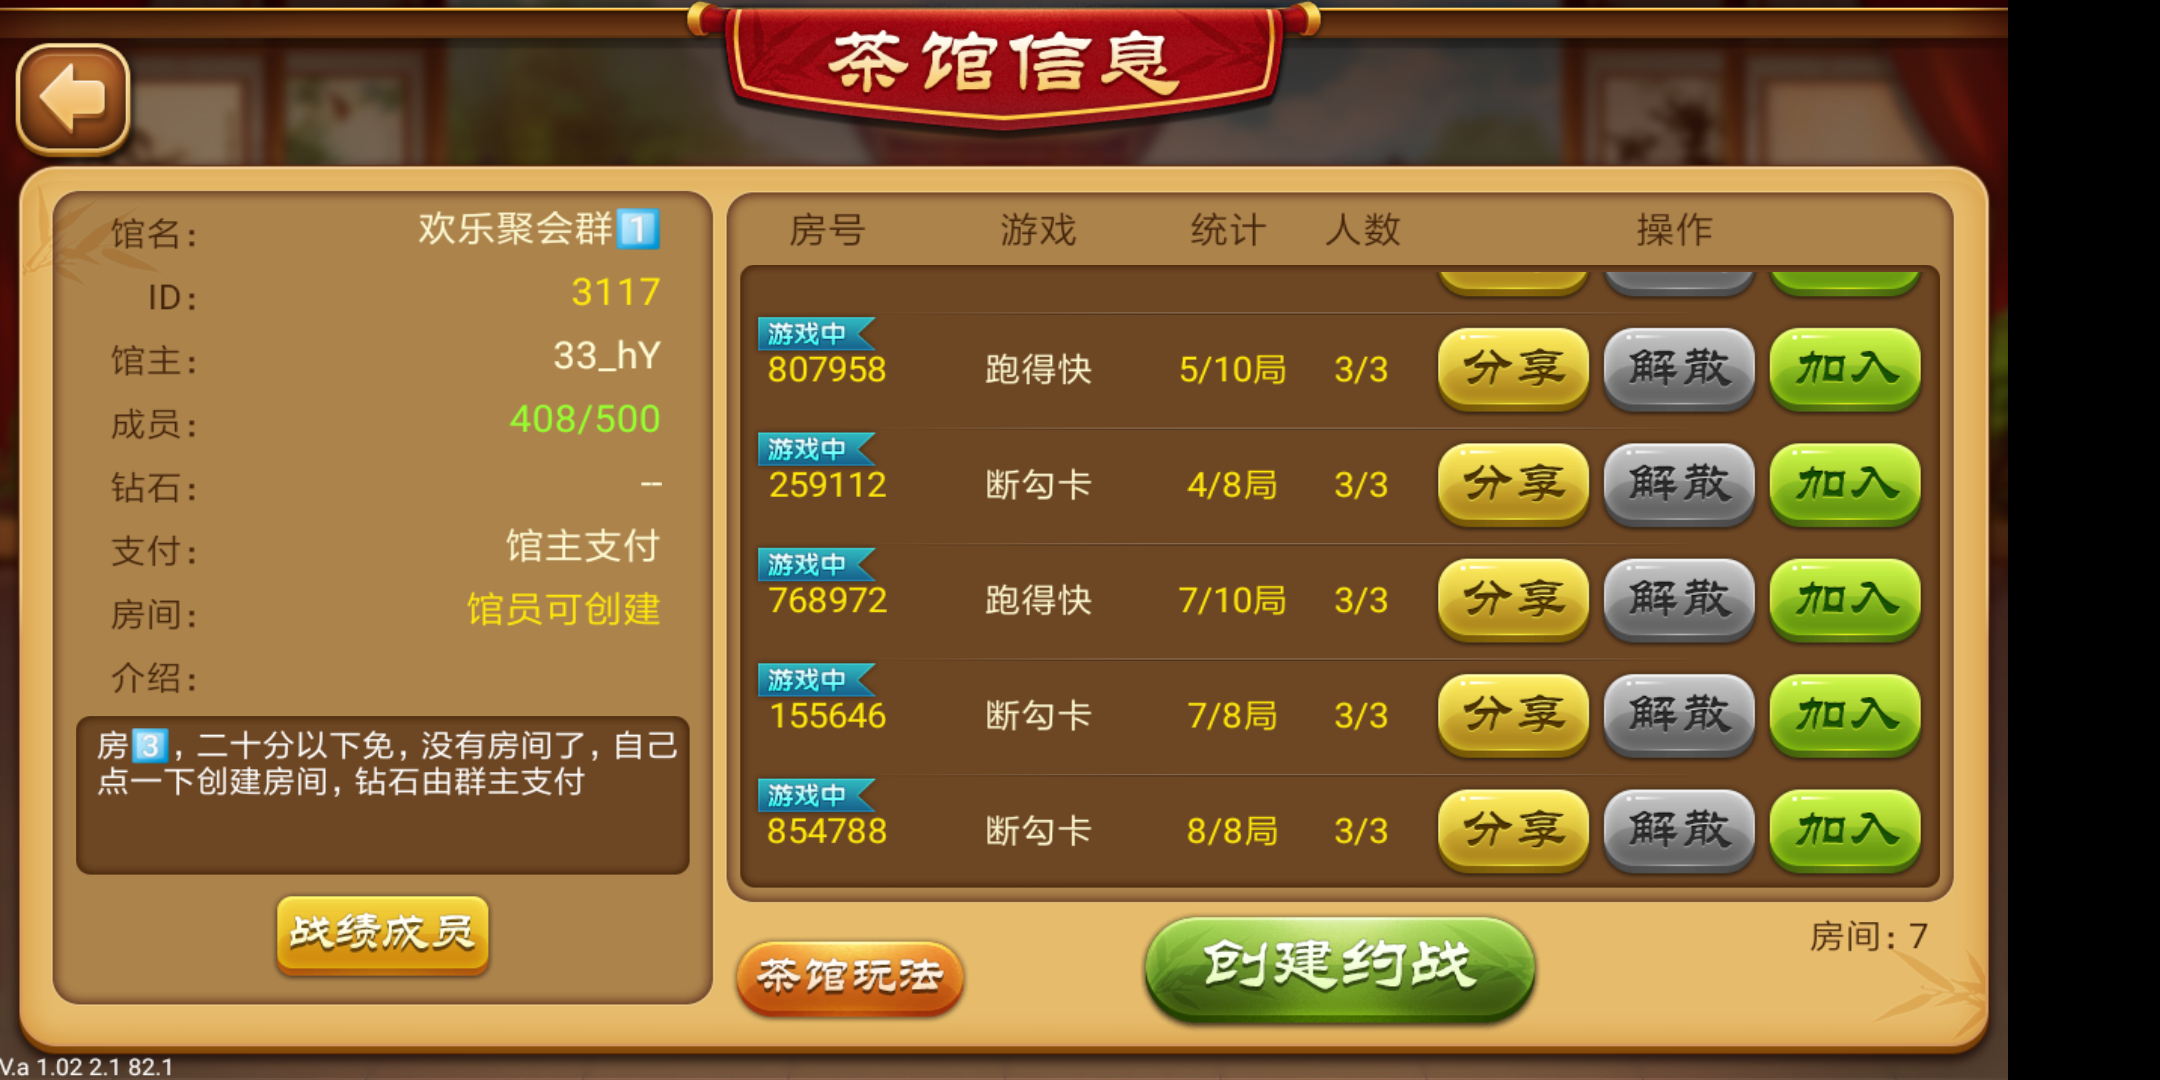 茶馆信息
馆名: 欢乐聚会群1️⃣
ID: 3117
馆主: 33_hY
成员: 408/500
钻石: --
支付: 馆主支付
房间: 馆员可创建
介绍:
房3️⃣, 二十分以下免, 没有房间了, 自己
点一下创建房间, 钻石由群主支付
战绩成员
房号 游戏 统计 人数 操作
游戏中
807958 跑得快 5/10局 3/3 分享 解散 加入
游戏中
259112 断勾卡 4/8局 3/3 分享 解散 加入
游戏中
768972 跑得快 7/10局 3/3 分享 解散 加入
游戏中
155646 断勾卡 7/8局 3/3 分享 解散 加入
游戏中
854788 断勾卡 8/8局 3/3 分享 解散 加入
茶馆玩法
创建约战
房间: 7
V.a 1.02 2.1 82.1